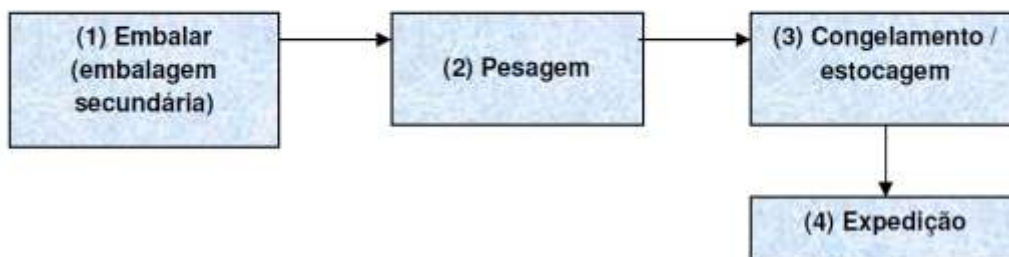 (1) Embalar
(embalagem
secundária)
(2) Pesagem
(3) Congelamento /
estocagem
(4) Expedição